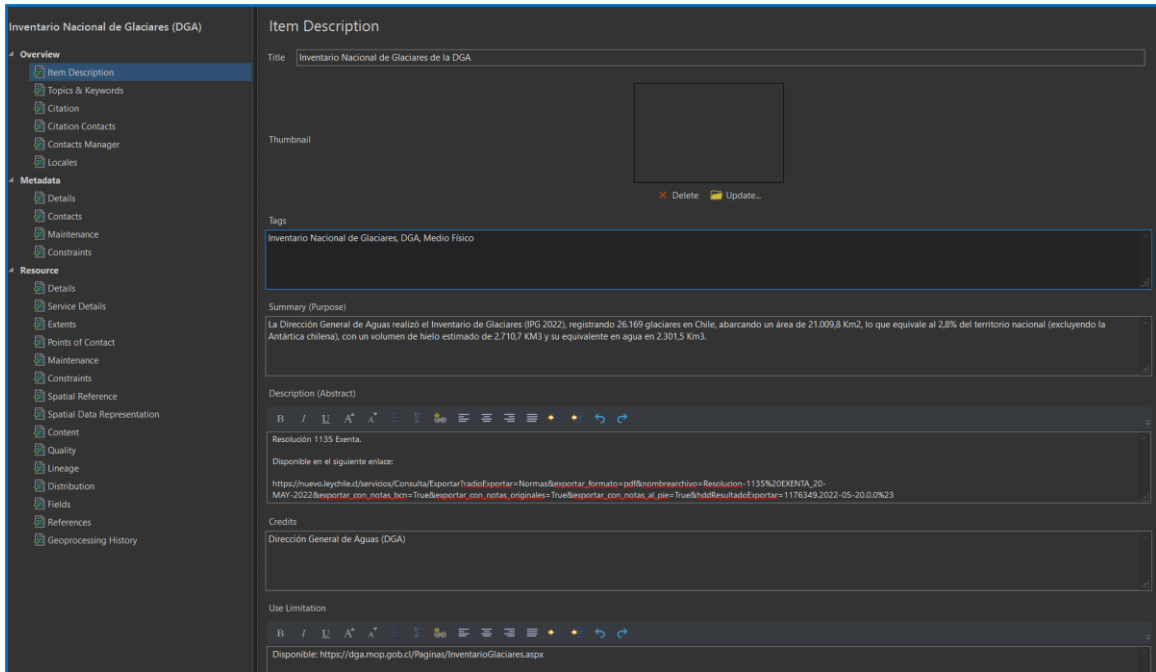 Inventario Nacional de Glaciares (DGA)
Overview
Item Description
Topics & Keywords
Citation
Citation Contacts
Contacts Manager
Locales
Metadata
Details
Contacts
Maintenance
Constraints
Resource
Details
Service Details
Extents
Points of Contact
Maintenance
Constraints
Spatial Reference
Spatial Data Representation
Content
Quality
Lineage
Distribution
Fields
References
Geoprocessing History
Item Description
Title Inventario Nacional de Glaciares de la DGA
Thumbnail
Delete Update...
Tags
Inventario Nacional de Glaciares, DGA, Medio Físico
Summary (Purpose)
La Dirección General de Aguas realizó el Inventario de Glaciares (IPG 2022), registrando 26.169 glaciares en Chile, abarcando un área de 21.009,8 Km2, lo que equivale al 2,8% del territorio nacional (excluyendo la
Antártica chilena), con un volumen de hielo estimado de 2.710,7 KM3 y su equivalente en agua en 2.301,5 Km3.
Description (Abstract)
B I U A A
Resolución 1135 Exenta.
Disponible en el siguiente enlace:
https://nuevo.leychile.cl/servicios/Consulta/Exportar?radioExportar=Normas&exportar_formato=pdf&nombrearchivo=Resolucion-1135%20EXENTA_20-
MAY-2022&exportar_con_notas_bcn=True&exportar_con_notas_originales=True&exportar_con_notas_al_pie=True&hddResultadoExportar=1176349.2022-05-20.0.0%23
Credits
Dirección General de Aguas (DGA)
Use Limitation
B I U A A
Disponible: https://dga.mop.gob.cl/Paginas/InventarioGlaciares.aspx